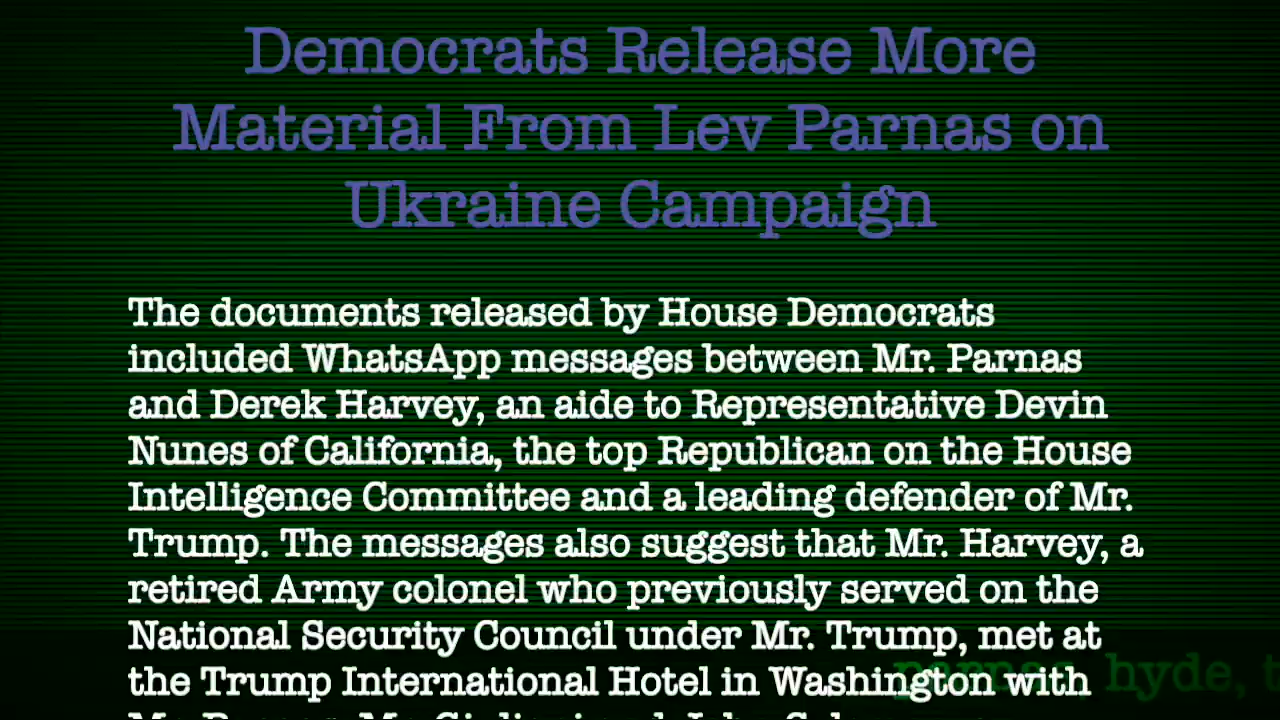 Democrats Release More
Material From Lev Parnas on
Ukraine Campaign
The documents released by House Democrats
included WhatsApp messages between Mr. Parnas
and Derek Harvey, an aide to Representative Devin
Nunes of California, the top Republican on the House
Intelligence Committee and a leading defender of Mr.
Trump. The messages also suggest that Mr. Harvey, a
retired Army colonel who previously served on the
National Security Council under Mr. Trump, met at
the Trump International Hotel in Washington with
parnas, hyde, t